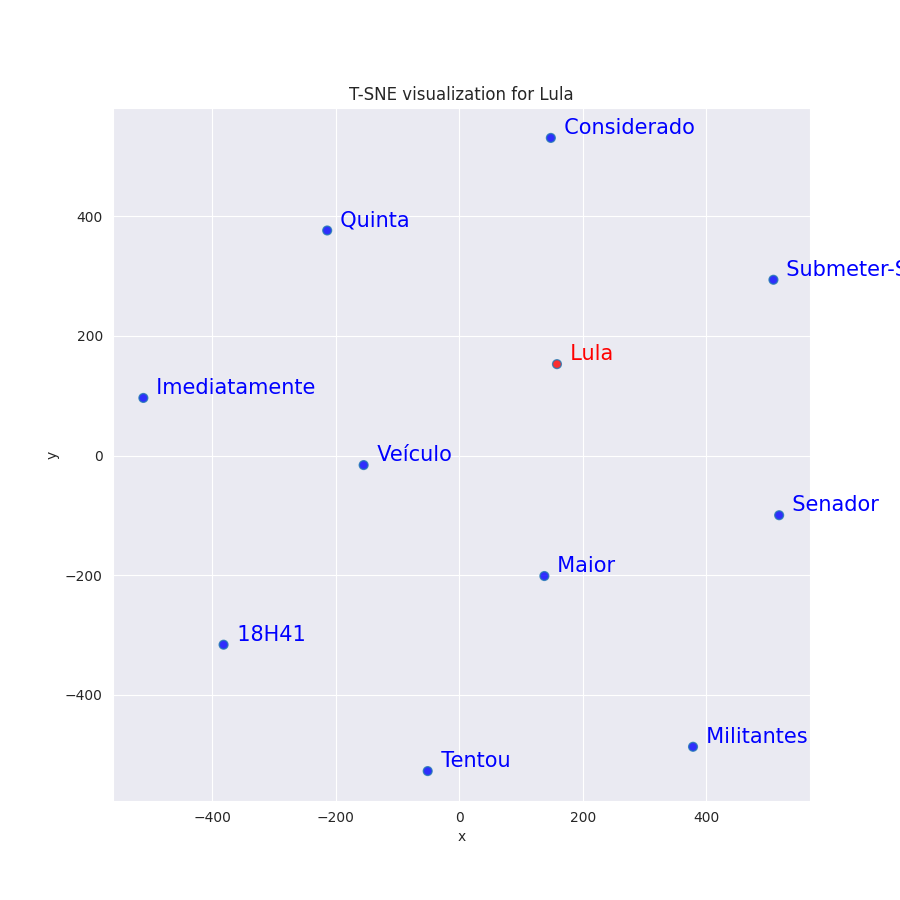 T-SNE visualization for Lula
Considerado
Quinta
Submeter-S
Lula
Imediatamente
Veículo
Senador
Maior
18H41
Militantes
Tentou
400
200
0
−200
−400
y
−400 −200 0 200 400
x